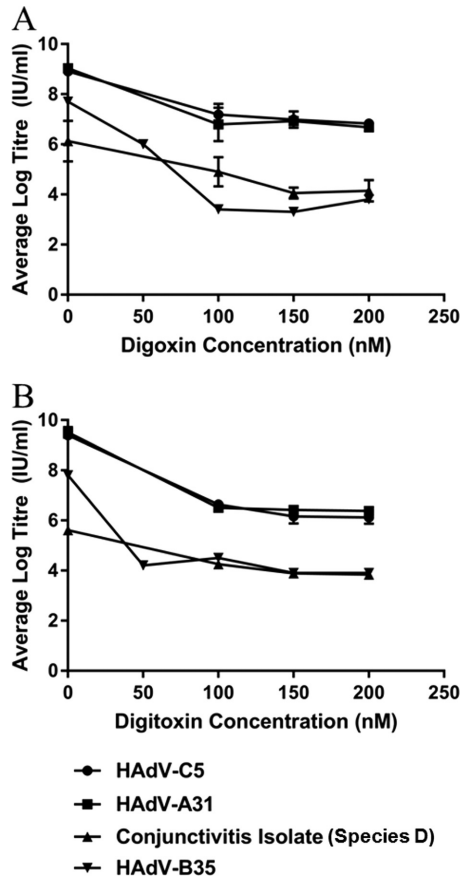 A
10
8
6
4
2
0
Average Log Titre (IU/ml)
0 50 100 150 200 250
Digoxin Concentration (nM)
B
10
8
6
4
2
0
Average Log Titre (IU/ml)
0 50 100 150 200 250
Digitoxin Concentration (nM)
HAdV-C5
HAdV-A31
Conjunctivitis Isolate (Species D)
HAdV-B35